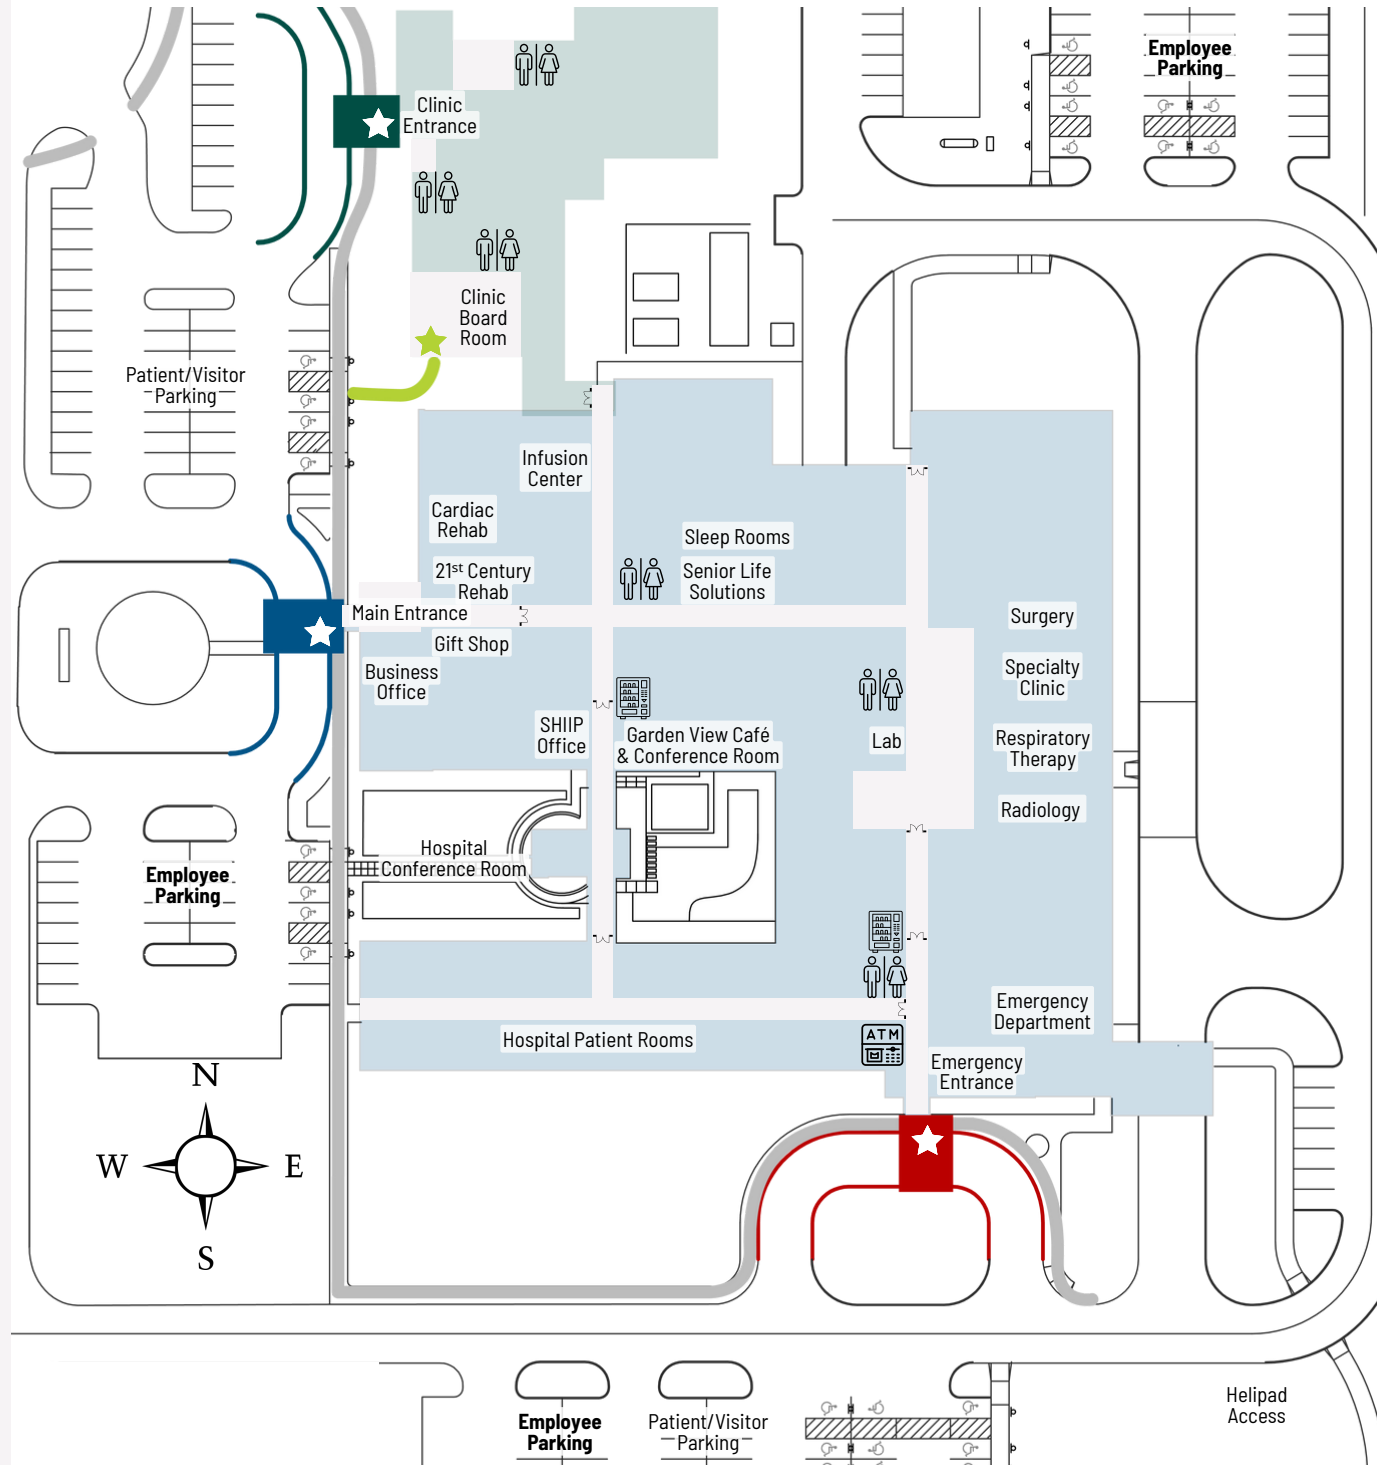 Employee
Parking
Clinic
Entrance
Clinic
Board
Room
Patient/Visitor
Parking
Infusion
Center
Cardiac
Rehab
Sleep Rooms
21st Century
Rehab
Senior Life
Solutions
Main Entrance
Surgery
Gift Shop
Business
Office
Specialty
Clinic
SHIIP
Office
Garden View Café
& Conference Room
Lab
Respiratory
Therapy
Radiology
Hospital
Conference Room
Employee
Parking
Emergency
Department
Hospital Patient Rooms
ATM
Emergency
Entrance
N
W
E
S
Employee
Parking
Patient/Visitor
Parking
Helipad
Access